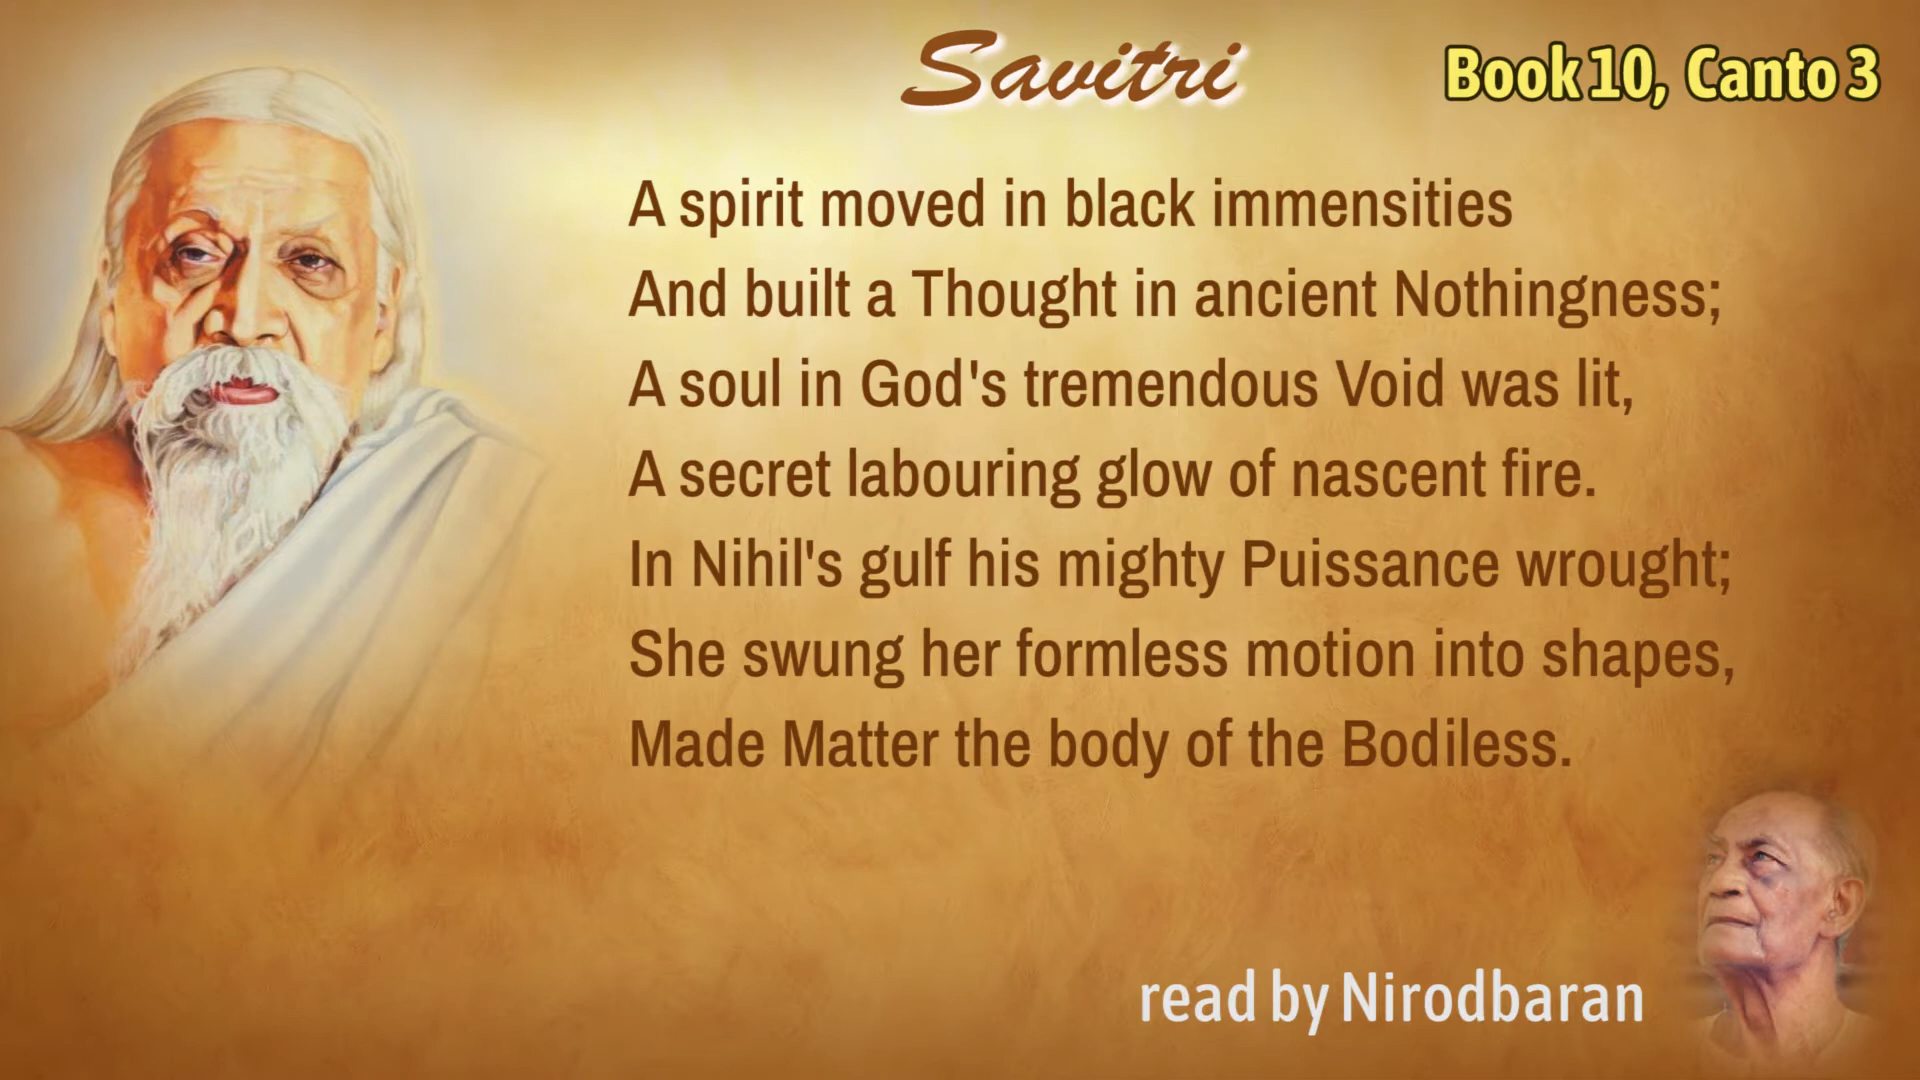 Savitri
Book 10, Canto 3
A spirit moved in black immensities
And built a Thought in ancient Nothingness;
A soul in God's tremendous Void was lit,
A secret labouring glow of nascent fire.
In Nihil's gulf his mighty Puissance wrought;
She swung her formless motion into shapes,
Made Matter the body of the Bodiless.
read by Nirodbaran